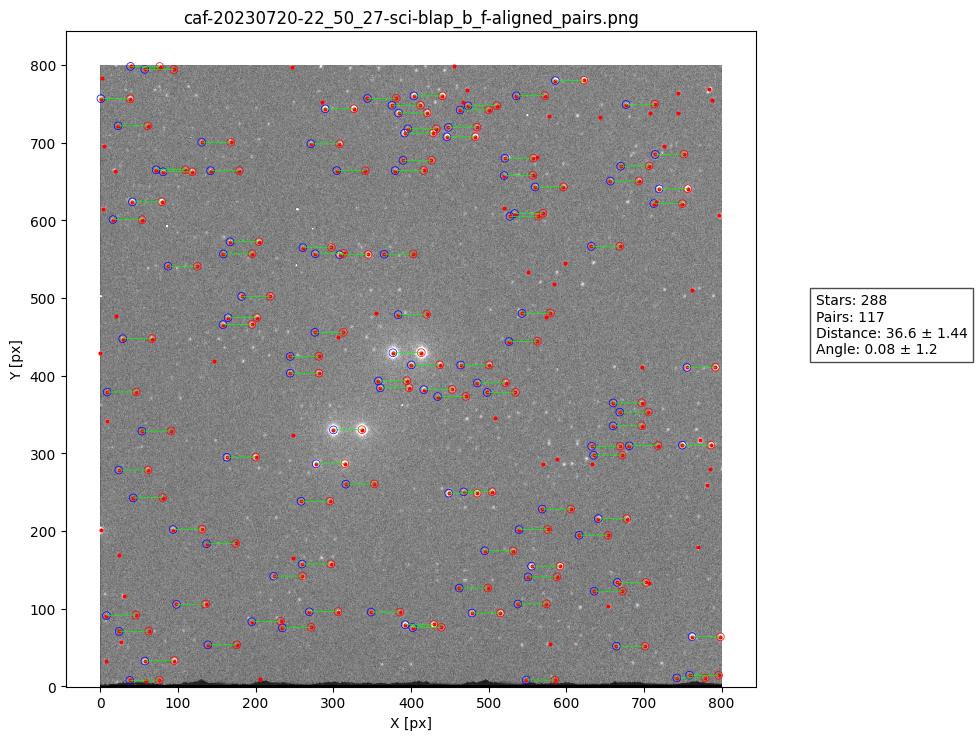 caf-20230720-22_50_27-sci-blap_b_f-aligned_pairs.png
800
700
600
500
400
300
200
100
0
Y [px]
0 100 200 300 400 500 600 700 800
X [px]
Stars: 288
Pairs: 117
Distance: 36.6 ± 1.44
Angle: 0.08 ± 1.2